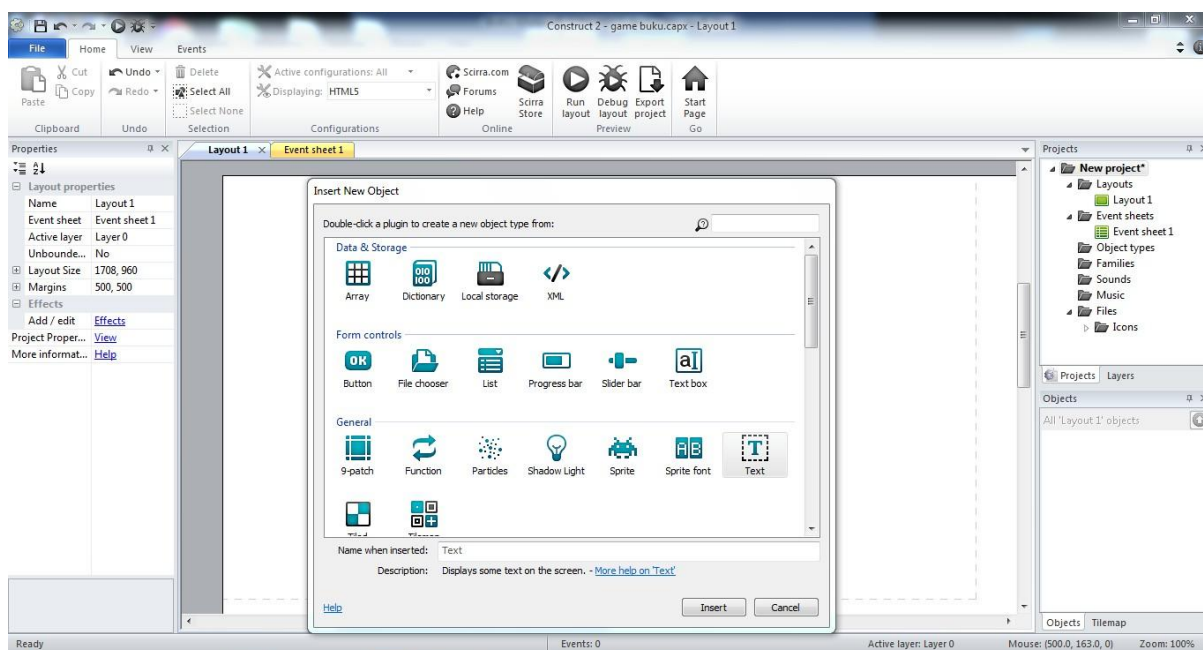 Construct 2 - game buku.capx - Layout 1
File Home View Events
Paste
Cut
Copy
Clipboard
Undo
Redo
Undo
Delete
Select All
Select None
Selection
Active configurations: All
Displaying: HTML5
Configurations
Scirra.com
Forums
Help
Scirra Store
Online
Run layout
Debug layout
Export project
Preview
Start Page
Go
Properties
Layout properties
Name Layout 1
Event sheet Event sheet 1
Active layer Layer 0
Unbounde... No
Layout Size 1708, 960
Margins 500, 500
Effects
Add / edit Effects
Project Proper... View
More informat... Help
Layout 1 Event sheet 1
Insert New Object
Double-click a plugin to create a new object type from:
Data & Storage
Array Dictionary Local storage XML
Form controls
OK
Button File chooser List Progress bar Slider bar Text box
General
9-patch Function Particles Shadow Light Sprite Sprite font Text
Name when inserted: Text
Description: Displays some text on the screen. - More help on 'Text'
Help Insert Cancel
Projects
New project*
Layouts
Layout 1
Event sheets
Event sheet 1
Object types
Families
Sounds
Music
Files
Icons
Projects Layers
Objects
All 'Layout 1' objects
Objects Tilemap
Ready Events: 0 Active layer: Layer 0 Mouse: (500.0, 163.0, 0) Zoom: 100%